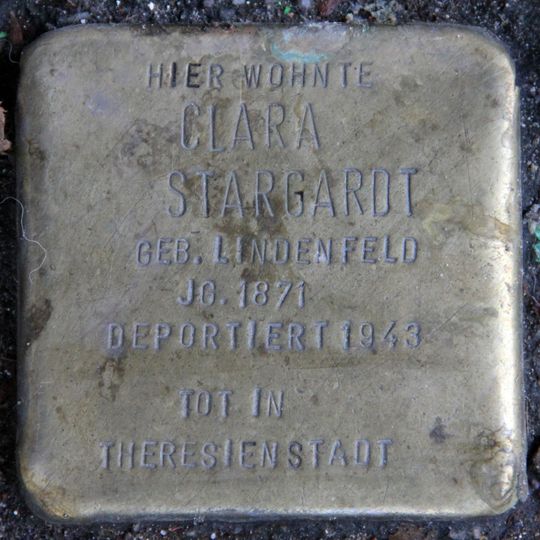 HIER WOHNTE
CLARA
STARGARDT
GEB. LINDENFELD
JG. 1871
DEPORTIERT 1943
TOT IN
THERESIENSTADT